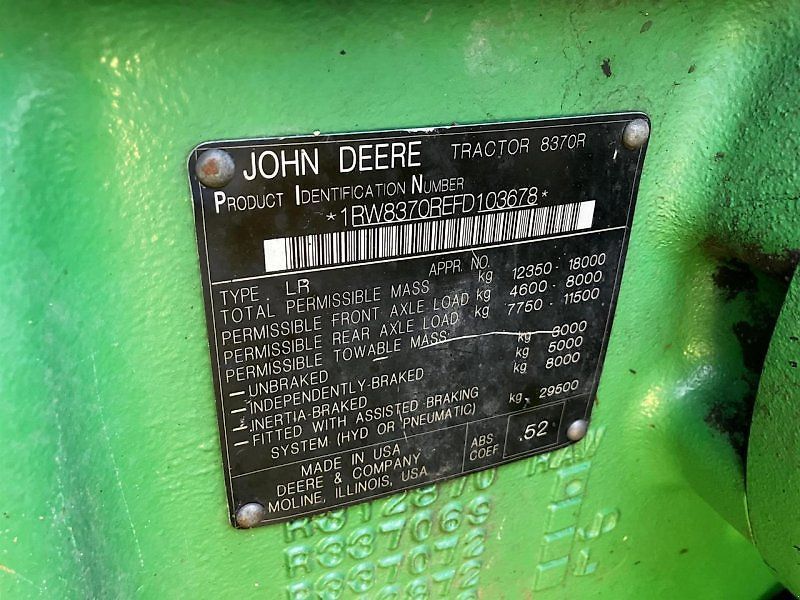 JOHN DEERE TRACTOR 8370R
PRODUCT IDENTIFICATION NUMBER
*1RW8370REFD103678*
TYPE LR APPR. NO.
TOTAL PERMISSIBLE MASS kg 12350 - 18000
PERMISSIBLE FRONT AXLE LOAD kg 4600 - 8000
PERMISSIBLE REAR AXLE LOAD kg 7750 - 11500
PERMISSIBLE TOWABLE MASS:
- UNBRAKED kg 3000
- INDEPENDENTLY-BRAKED kg 5000
- INERTIA-BRAKED kg 8000
- FITTED WITH ASSISTED BRAKING kg 29500
SYSTEM (HYD OR PNEUMATIC)
MADE IN USA
DEERE & COMPANY
MOLINE, ILLINOIS, USA
ABS
COEF
.52
R312870
R337065
R337072